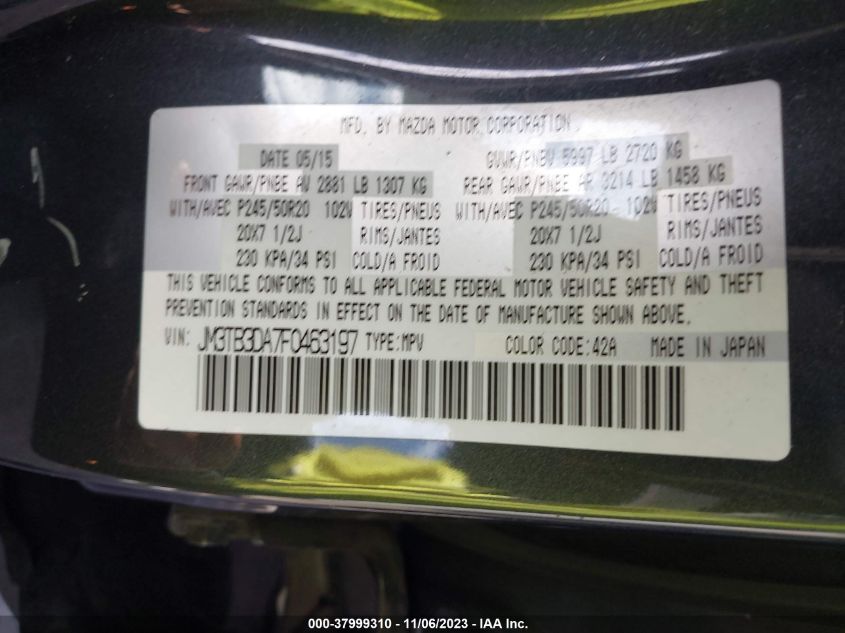 MFD. BY MAZDA MOTOR CORPORATION
DATE 05/15 GVWR/PNBV 5997 LB 2720 KG
FRONT GAWR/PNBE AV 2881 LB 1307 KG REAR GAWR/PNBE AR 3214 LB 1458 KG
WITH/AVEC P245/50R20 102V TIRES/PNEUS WITH/AVEC P245/50R20 102V TIRES/PNEUS
20X7 1/2J RIMS/JANTES 20X7 1/2J RIMS/JANTES
230 KPA/34 PSI COLD/A FROID 230 KPA/34 PSI COLD/A FROID
THIS VEHICLE CONFORMS TO ALL APPLICABLE FEDERAL MOTOR VEHICLE SAFETY AND THEFT
PREVENTION STANDARDS IN EFFECT ON THE DATE OF MANUFACTURE SHOWN ABOVE.
VIN: JM3TB3DA7F0463197 TYPE:MPV COLOR CODE:42A MADE IN JAPAN
000-37999310 - 11/06/2023 - IAA Inc.